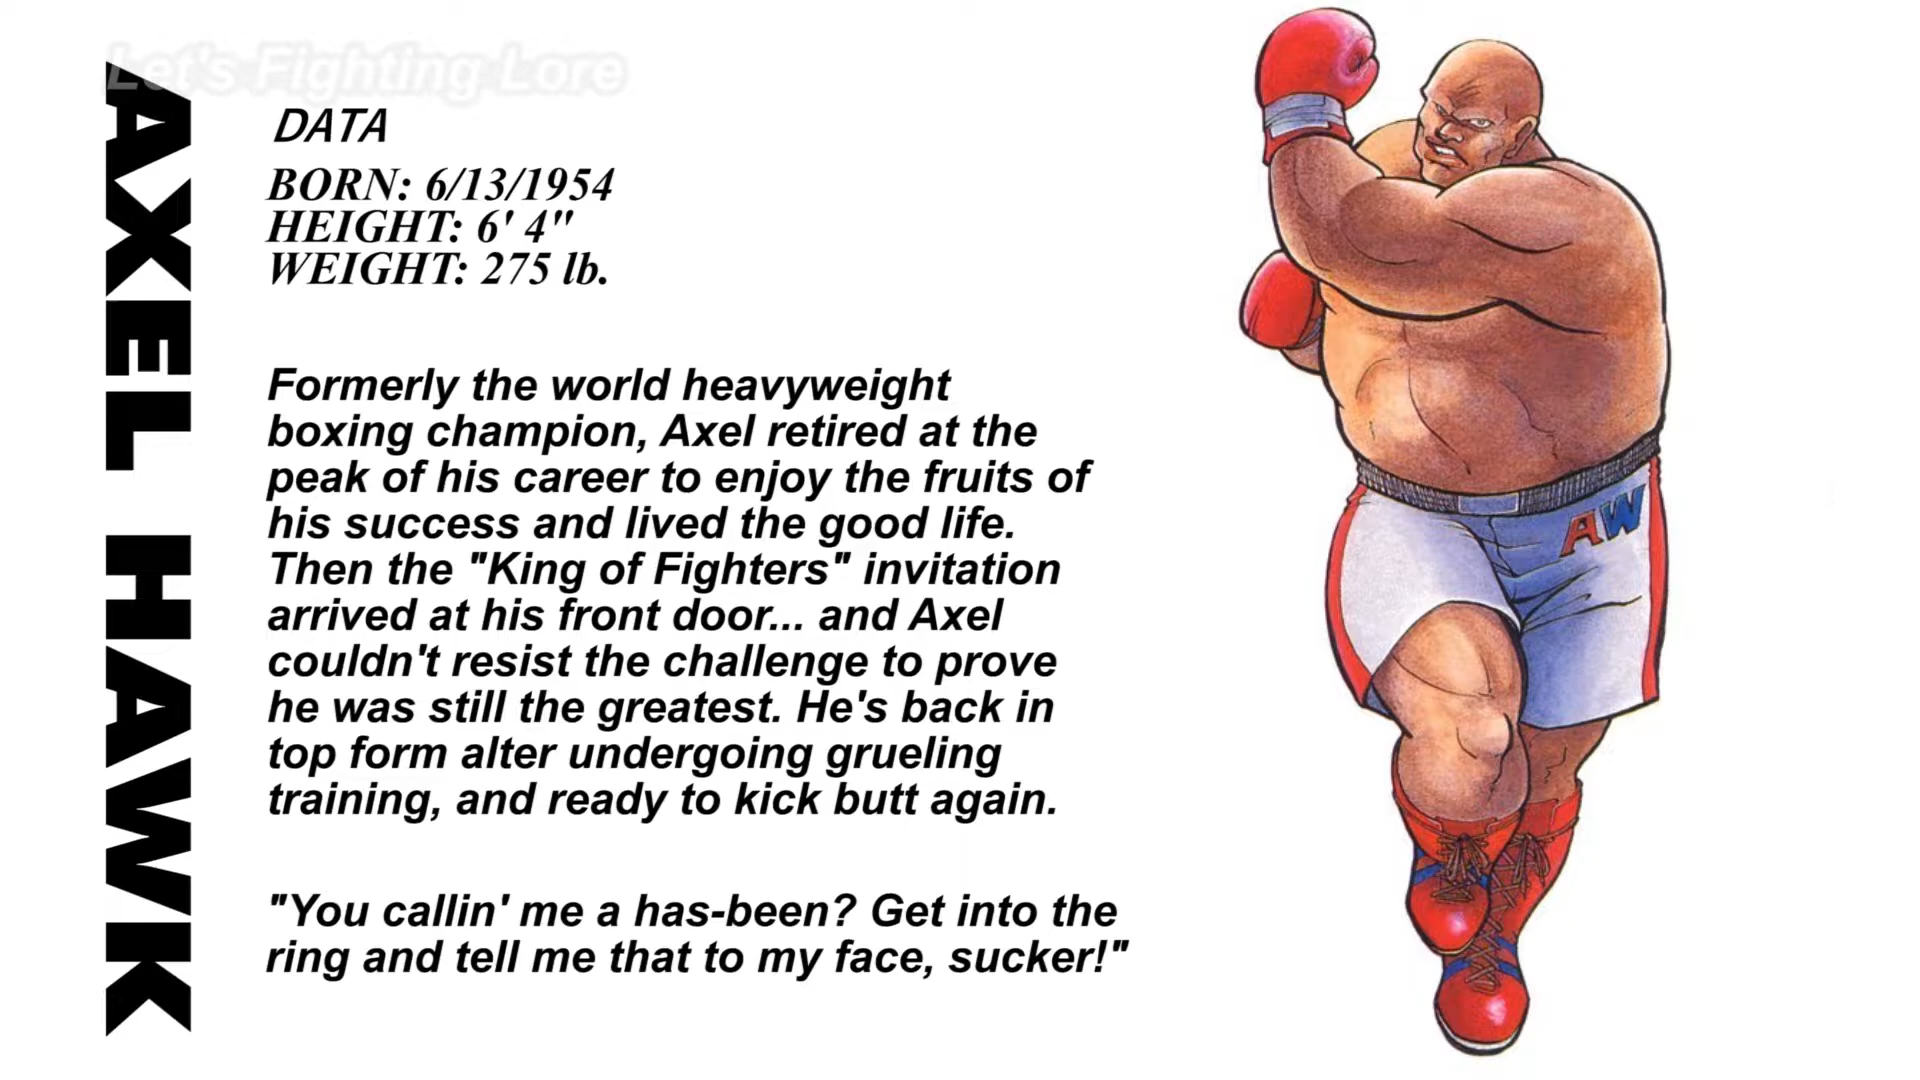 Let's Fighting Lore
AXEL HAWK
DATA
BORN: 6/13/1954
HEIGHT: 6' 4"
WEIGHT: 275 lb.
Formerly the world heavyweight
boxing champion, Axel retired at the
peak of his career to enjoy the fruits of
his success and lived the good life.
Then the "King of Fighters" invitation
arrived at his front door... and Axel
couldn't resist the challenge to prove
he was still the greatest. He's back in
top form alter undergoing grueling
training, and ready to kick butt again.
"You callin' me a has-been? Get into the
ring and tell me that to my face, sucker!"
AW